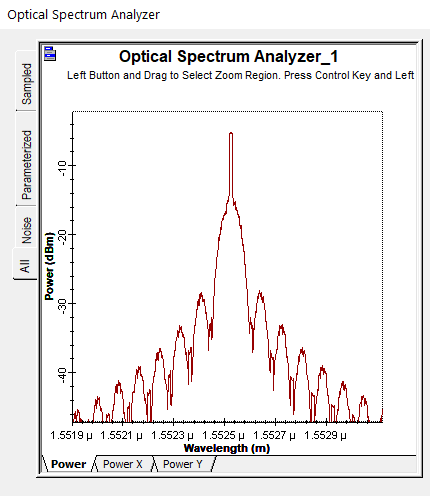 Optical Spectrum Analyzer
Optical Spectrum Analyzer_1
Left Button and Drag to Select Zoom Region. Press Control Key and Left
Sampled
Parameterized
Noise
All
Power (dBm)
-10
-20
-30
-40
1.5519 µ 1.5521 µ 1.5523 µ 1.5525 µ 1.5527 µ 1.5529 µ
Wavelength (m)
Power Power X Power Y